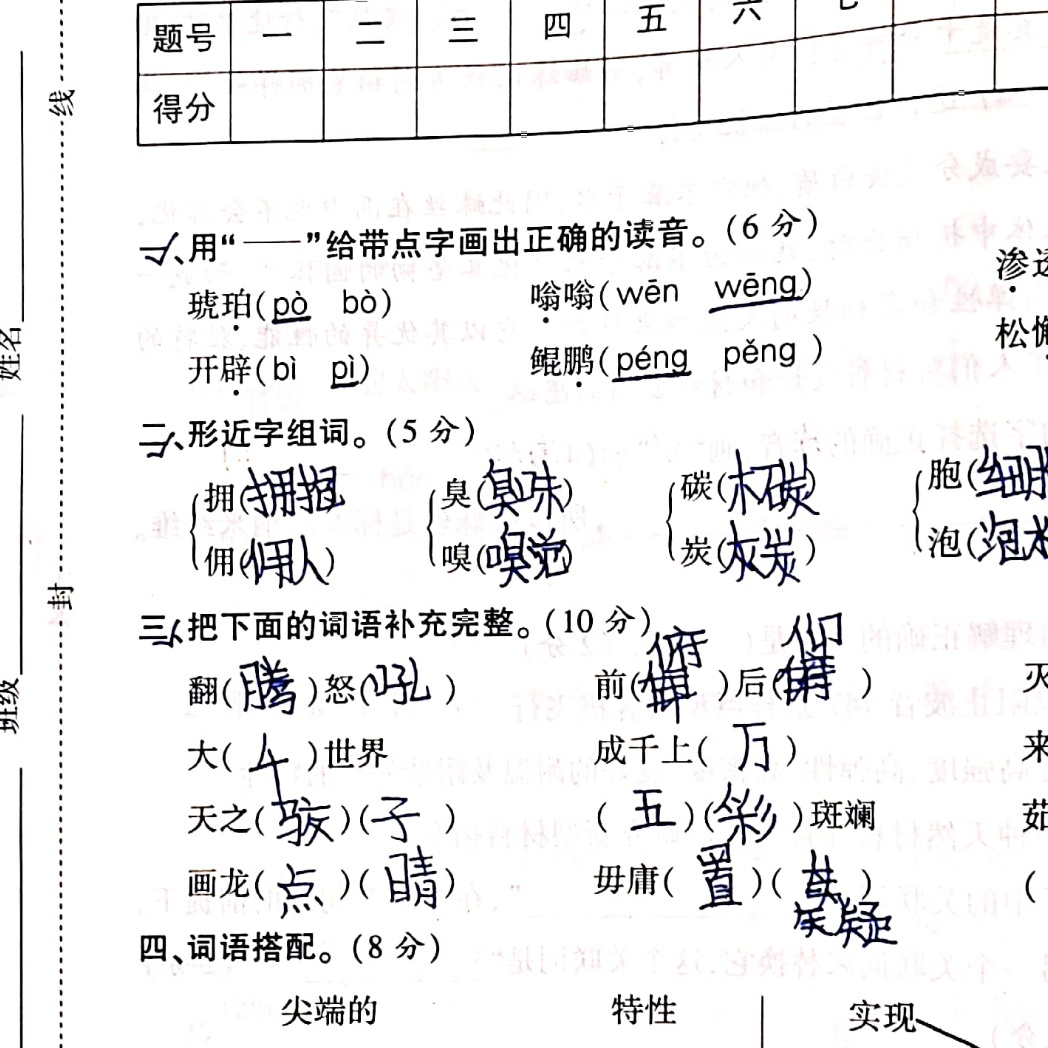 题号 一 二 三 四 五 六 七
得分
线
封
姓名
班级
一、用“——”给带点字画出正确的读音。(6分)
琥珀(pò bò) 嗡嗡(wēn wēng) 渗透
开辟(bì pì) 鲲鹏(péng pěng) 松懈
二、形近字组词。(5分)
拥(拥抱) 臭(臭味) 碳(木碳) 胞(细胞
佣(佣人) 嗅(嗅觉) 炭(灰炭) 泡(泡水
三、把下面的词语补充完整。(10分)
翻(腾)怒(吼) 前(俯)后(仰) 灭
大(千)世界 成千上(万) 来
天之(骄)(子) (五)(彩)斑斓 茹
画龙(点)(睛) 毋庸(置)(疑) (
四、词语搭配。(8分)
尖端的 特性 实现